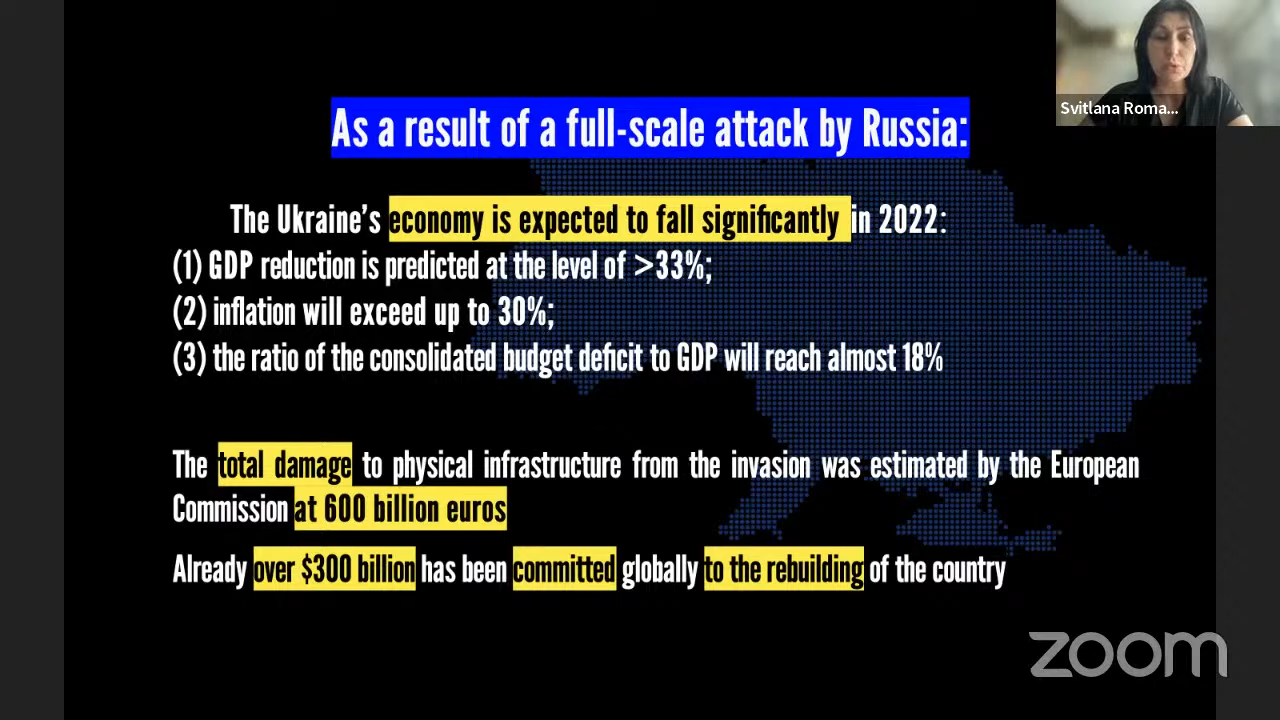 Svitlana Roma...
As a result of a full-scale attack by Russia:
The Ukraine's economy is expected to fall significantly in 2022:
(1) GDP reduction is predicted at the level of >33%;
(2) inflation will exceed up to 30%;
(3) the ratio of the consolidated budget deficit to GDP will reach almost 18%
The total damage to physical infrastructure from the invasion was estimated by the European
Commission at 600 billion euros
Already over $300 billion has been committed globally to the rebuilding of the country
zoom